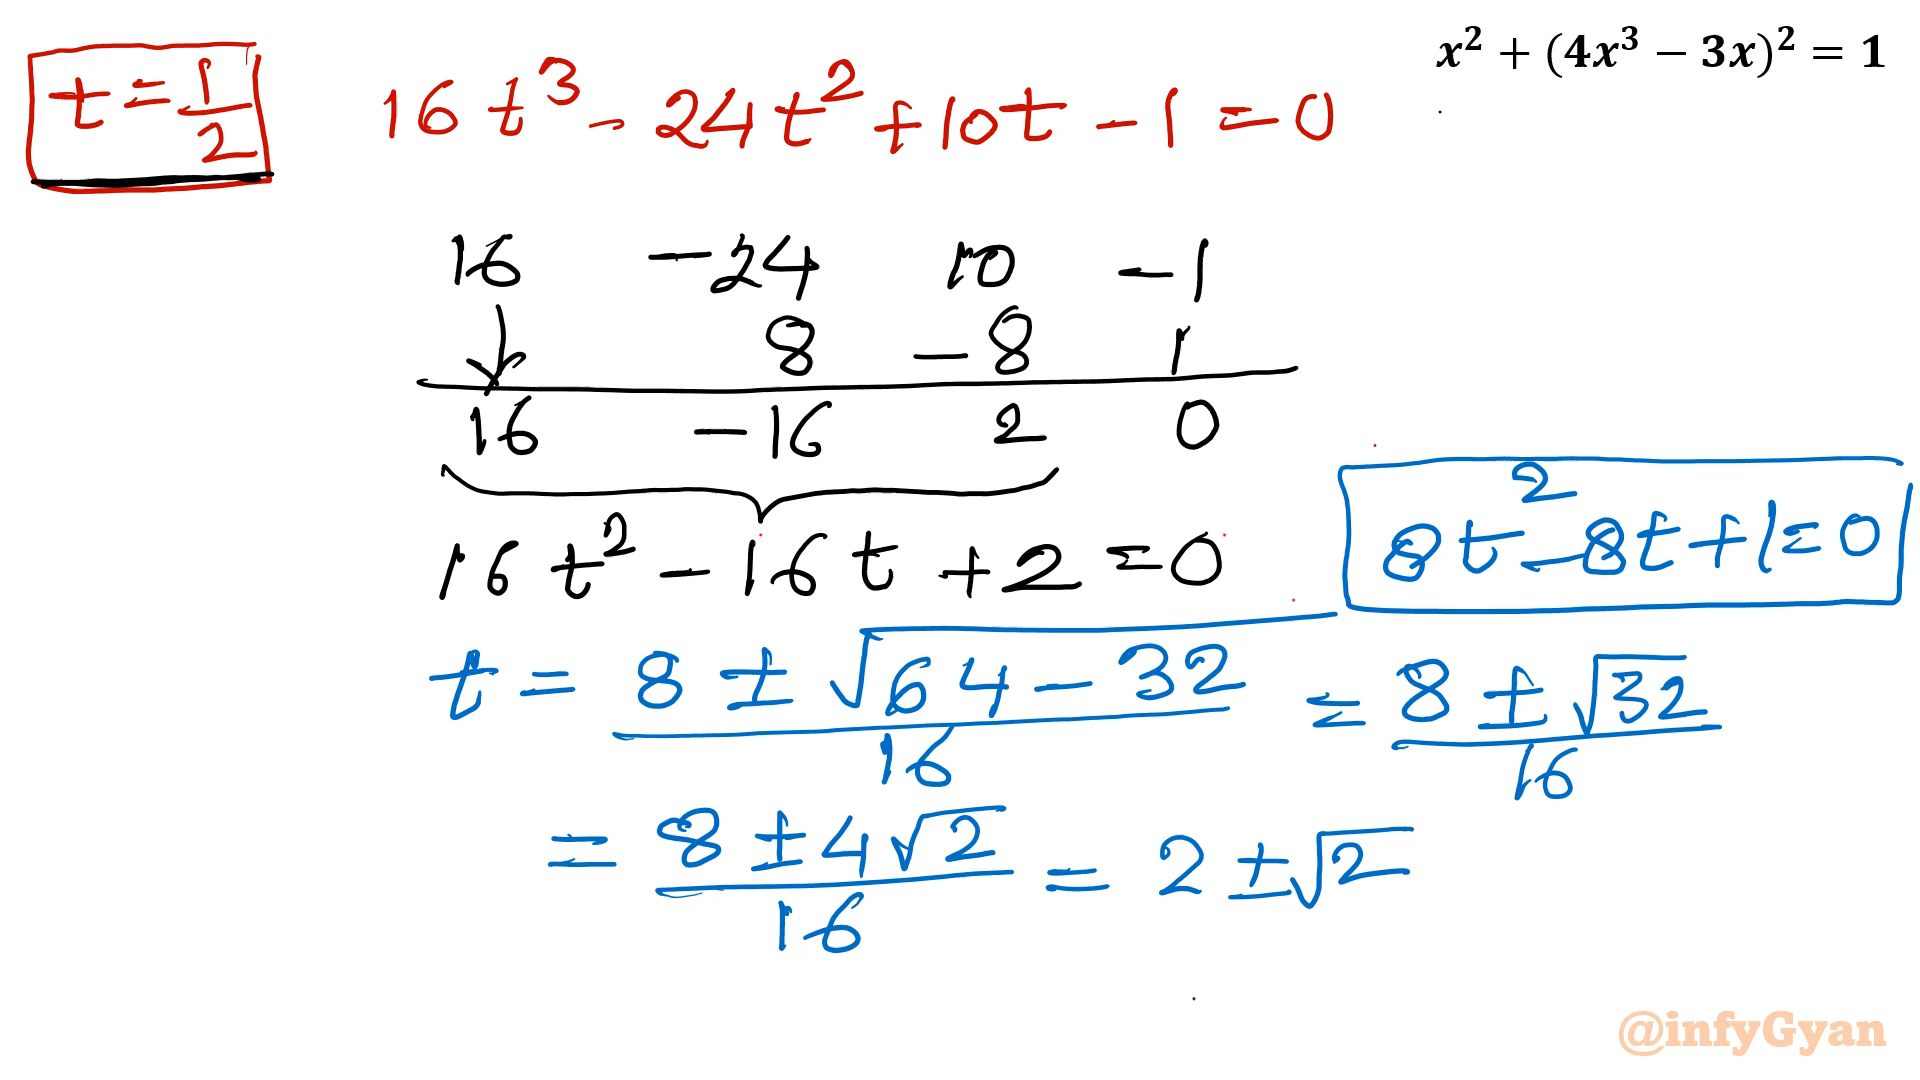 x² + (4x³ − 3x)² = 1
t = 1/2
16t³ - 24t² + 10t - 1 = 0
16 -24 10 -1
8 -8 1
16 -16 2 0
16t² - 16t + 2 = 0
8t² - 8t + 1 = 0
t = (8 ± √(64 - 32))/16 = (8 ± √32)/16
= (8 ± 4√2)/16 = 2 ± √2
@infyGyan